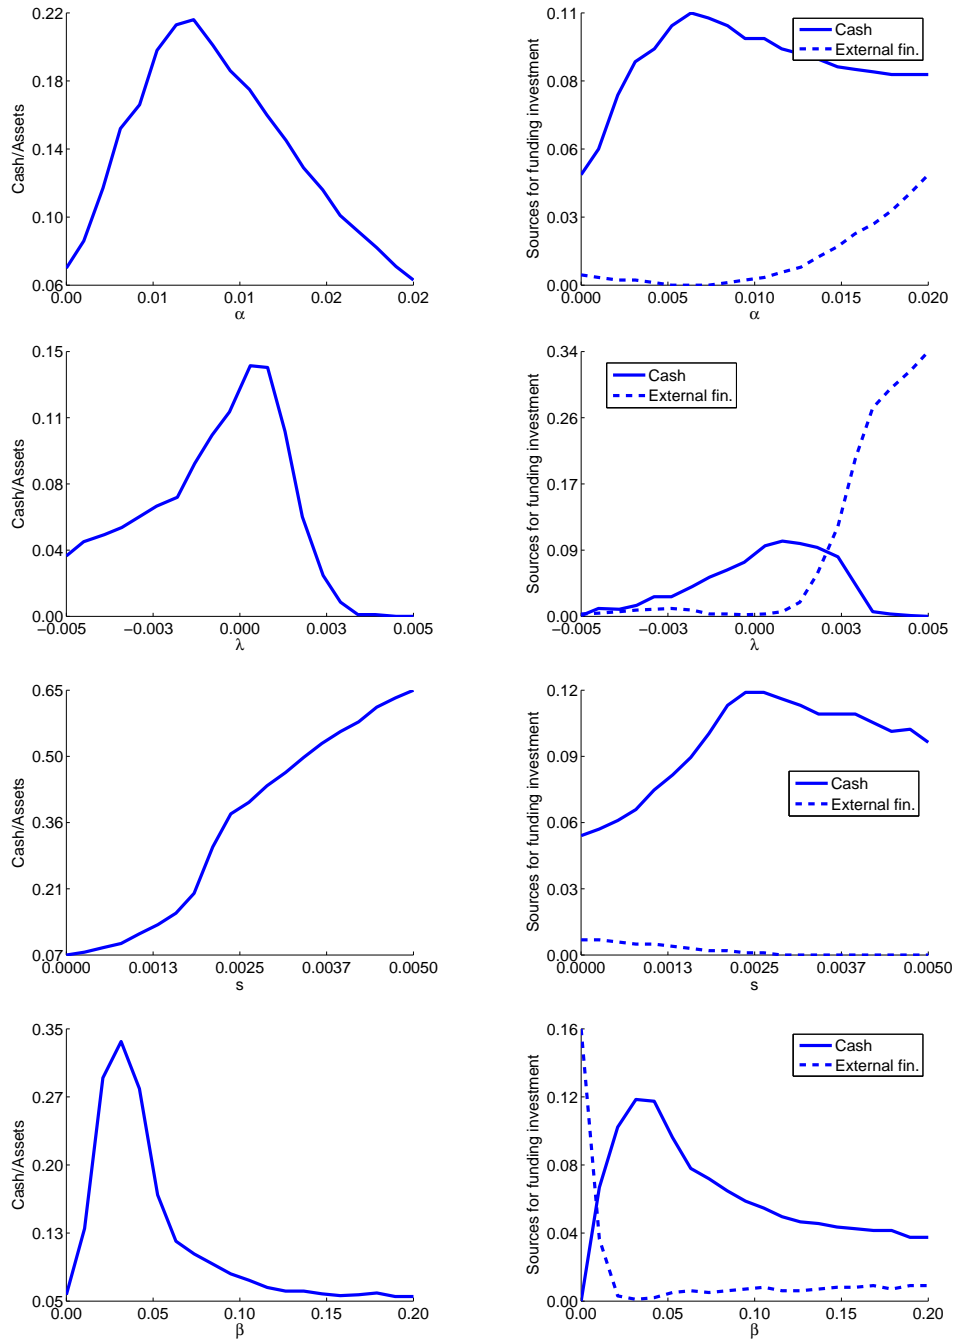 0.22
0.18
0.14
0.10
0.06
Cash/Assets
0.00 0.01 0.01 0.02 0.02
α
0.11
0.08
0.06
0.03
0.00
Sources for funding investment
Cash
External fin.
0.000 0.005 0.010 0.015 0.020
α
0.15
0.11
0.08
0.04
0.00
Cash/Assets
−0.005 −0.003 0.000 0.003 0.005
λ
0.34
0.26
0.17
0.09
0.00
Sources for funding investment
Cash
External fin.
−0.005 −0.003 0.000 0.003 0.005
λ
0.65
0.50
0.36
0.21
0.07
Cash/Assets
0.0000 0.0013 0.0025 0.0037 0.0050
s
0.12
0.09
0.06
0.03
0.00
Sources for funding investment
Cash
External fin.
0.0000 0.0013 0.0025 0.0037 0.0050
s
0.35
0.27
0.20
0.13
0.05
Cash/Assets
0.00 0.05 0.10 0.15 0.20
β
0.16
0.12
0.08
0.04
0.00
Sources for funding investment
Cash
External fin.
0.00 0.05 0.10 0.15 0.20
β